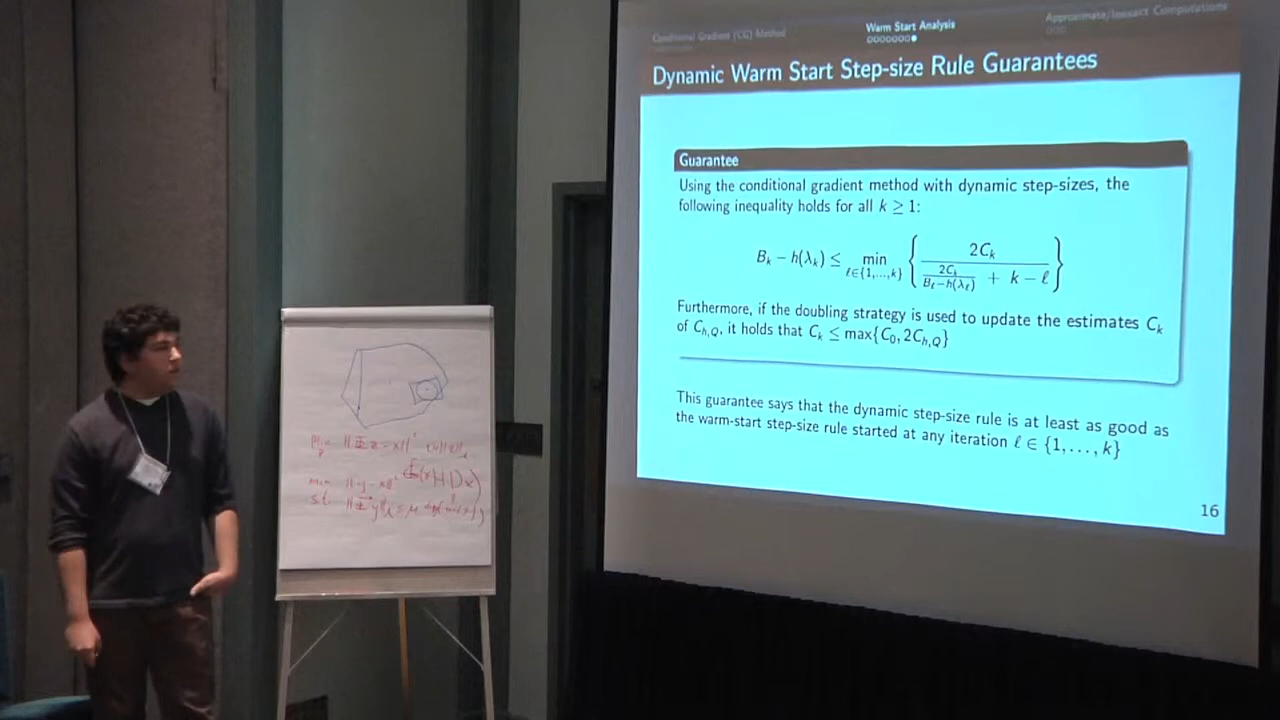 Conditional Gradient (CG) Method
Warm Start Analysis
Approximate/Inexact Computations
Dynamic Warm Start Step-size Rule Guarantees
Guarantee
Using the conditional gradient method with dynamic step-sizes, the
following inequality holds for all k ≥ 1:
B_k − h(λ_k) ≤ min_{ℓ∈{1,…,k}} { 2C_k / ( 2C_k / (B_ℓ − h(λ_ℓ)) + k − ℓ ) }
Furthermore, if the doubling strategy is used to update the estimates C_k
of C_{h,Q}, it holds that C_k ≤ max{C_0, 2C_{h,Q}}
This guarantee says that the dynamic step-size rule is at least as good as
the warm-start step-size rule started at any iteration ℓ ∈ {1, . . . , k}
16
min
s.t.